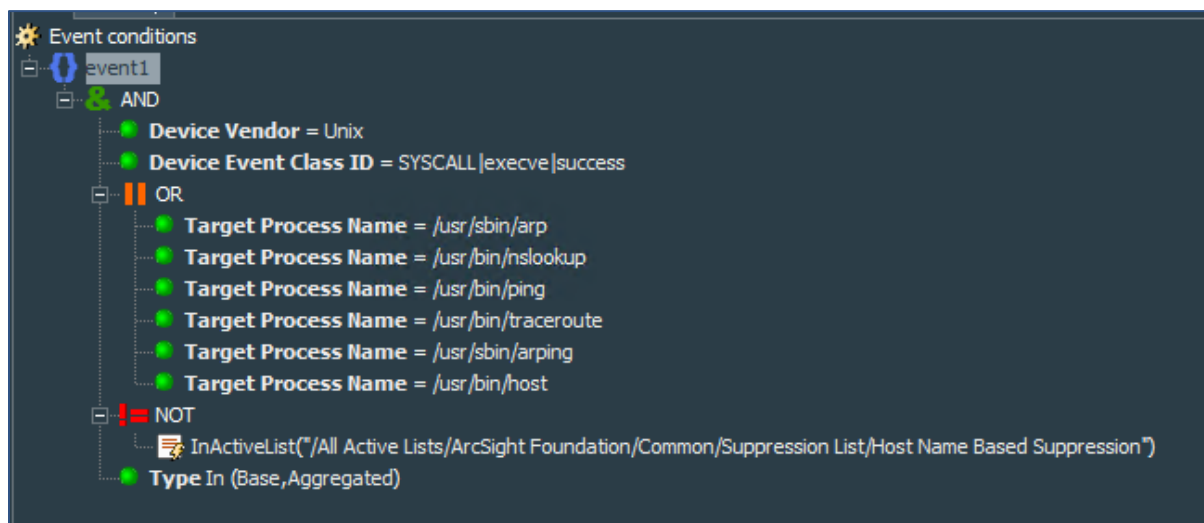 Event conditions
event1
AND
Device Vendor = Unix
Device Event Class ID = SYSCALL|execve|success
OR
Target Process Name = /usr/sbin/arp
Target Process Name = /usr/bin/nslookup
Target Process Name = /usr/bin/ping
Target Process Name = /usr/bin/traceroute
Target Process Name = /usr/sbin/arping
Target Process Name = /usr/bin/host
!= NOT
InActiveList("/All Active Lists/ArcSight Foundation/Common/Suppression List/Host Name Based Suppression")
Type In (Base,Aggregated)